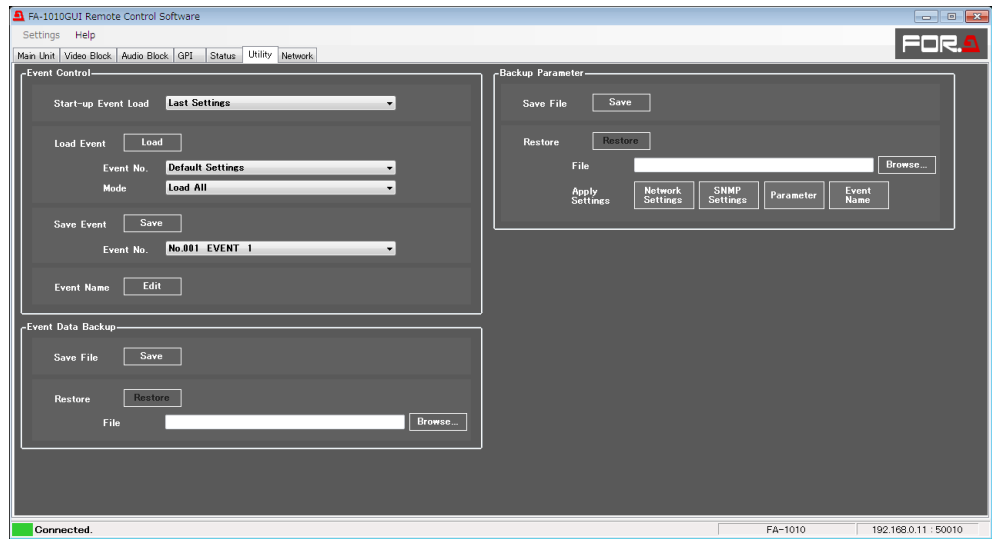 FA-1010GUI Remote Control Software
Settings Help
FOR.A
Main Unit Video Block Audio Block GPI Status Utility Network
Event Control
Start-up Event Load Last Settings
Load Event Load
Event No. Default Settings
Mode Load All
Save Event Save
Event No. No.001 EVENT 1
Event Name Edit
Event Data Backup
Save File Save
Restore Restore
File Browse...
Backup Parameter
Save File Save
Restore Restore
File Browse...
Apply Settings Network Settings SNMP Settings Parameter Event Name
Connected. FA-1010 192.168.0.11 : 50010